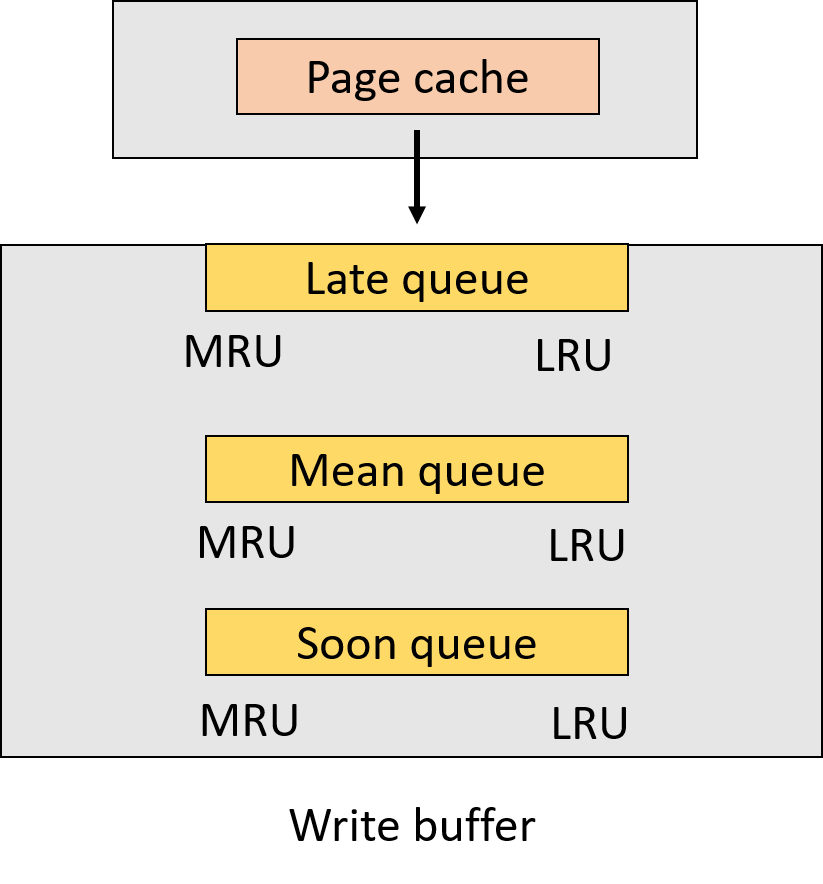 Page cache
Late queue
MRU LRU
Mean queue
MRU LRU
Soon queue
MRU LRU
Write buffer